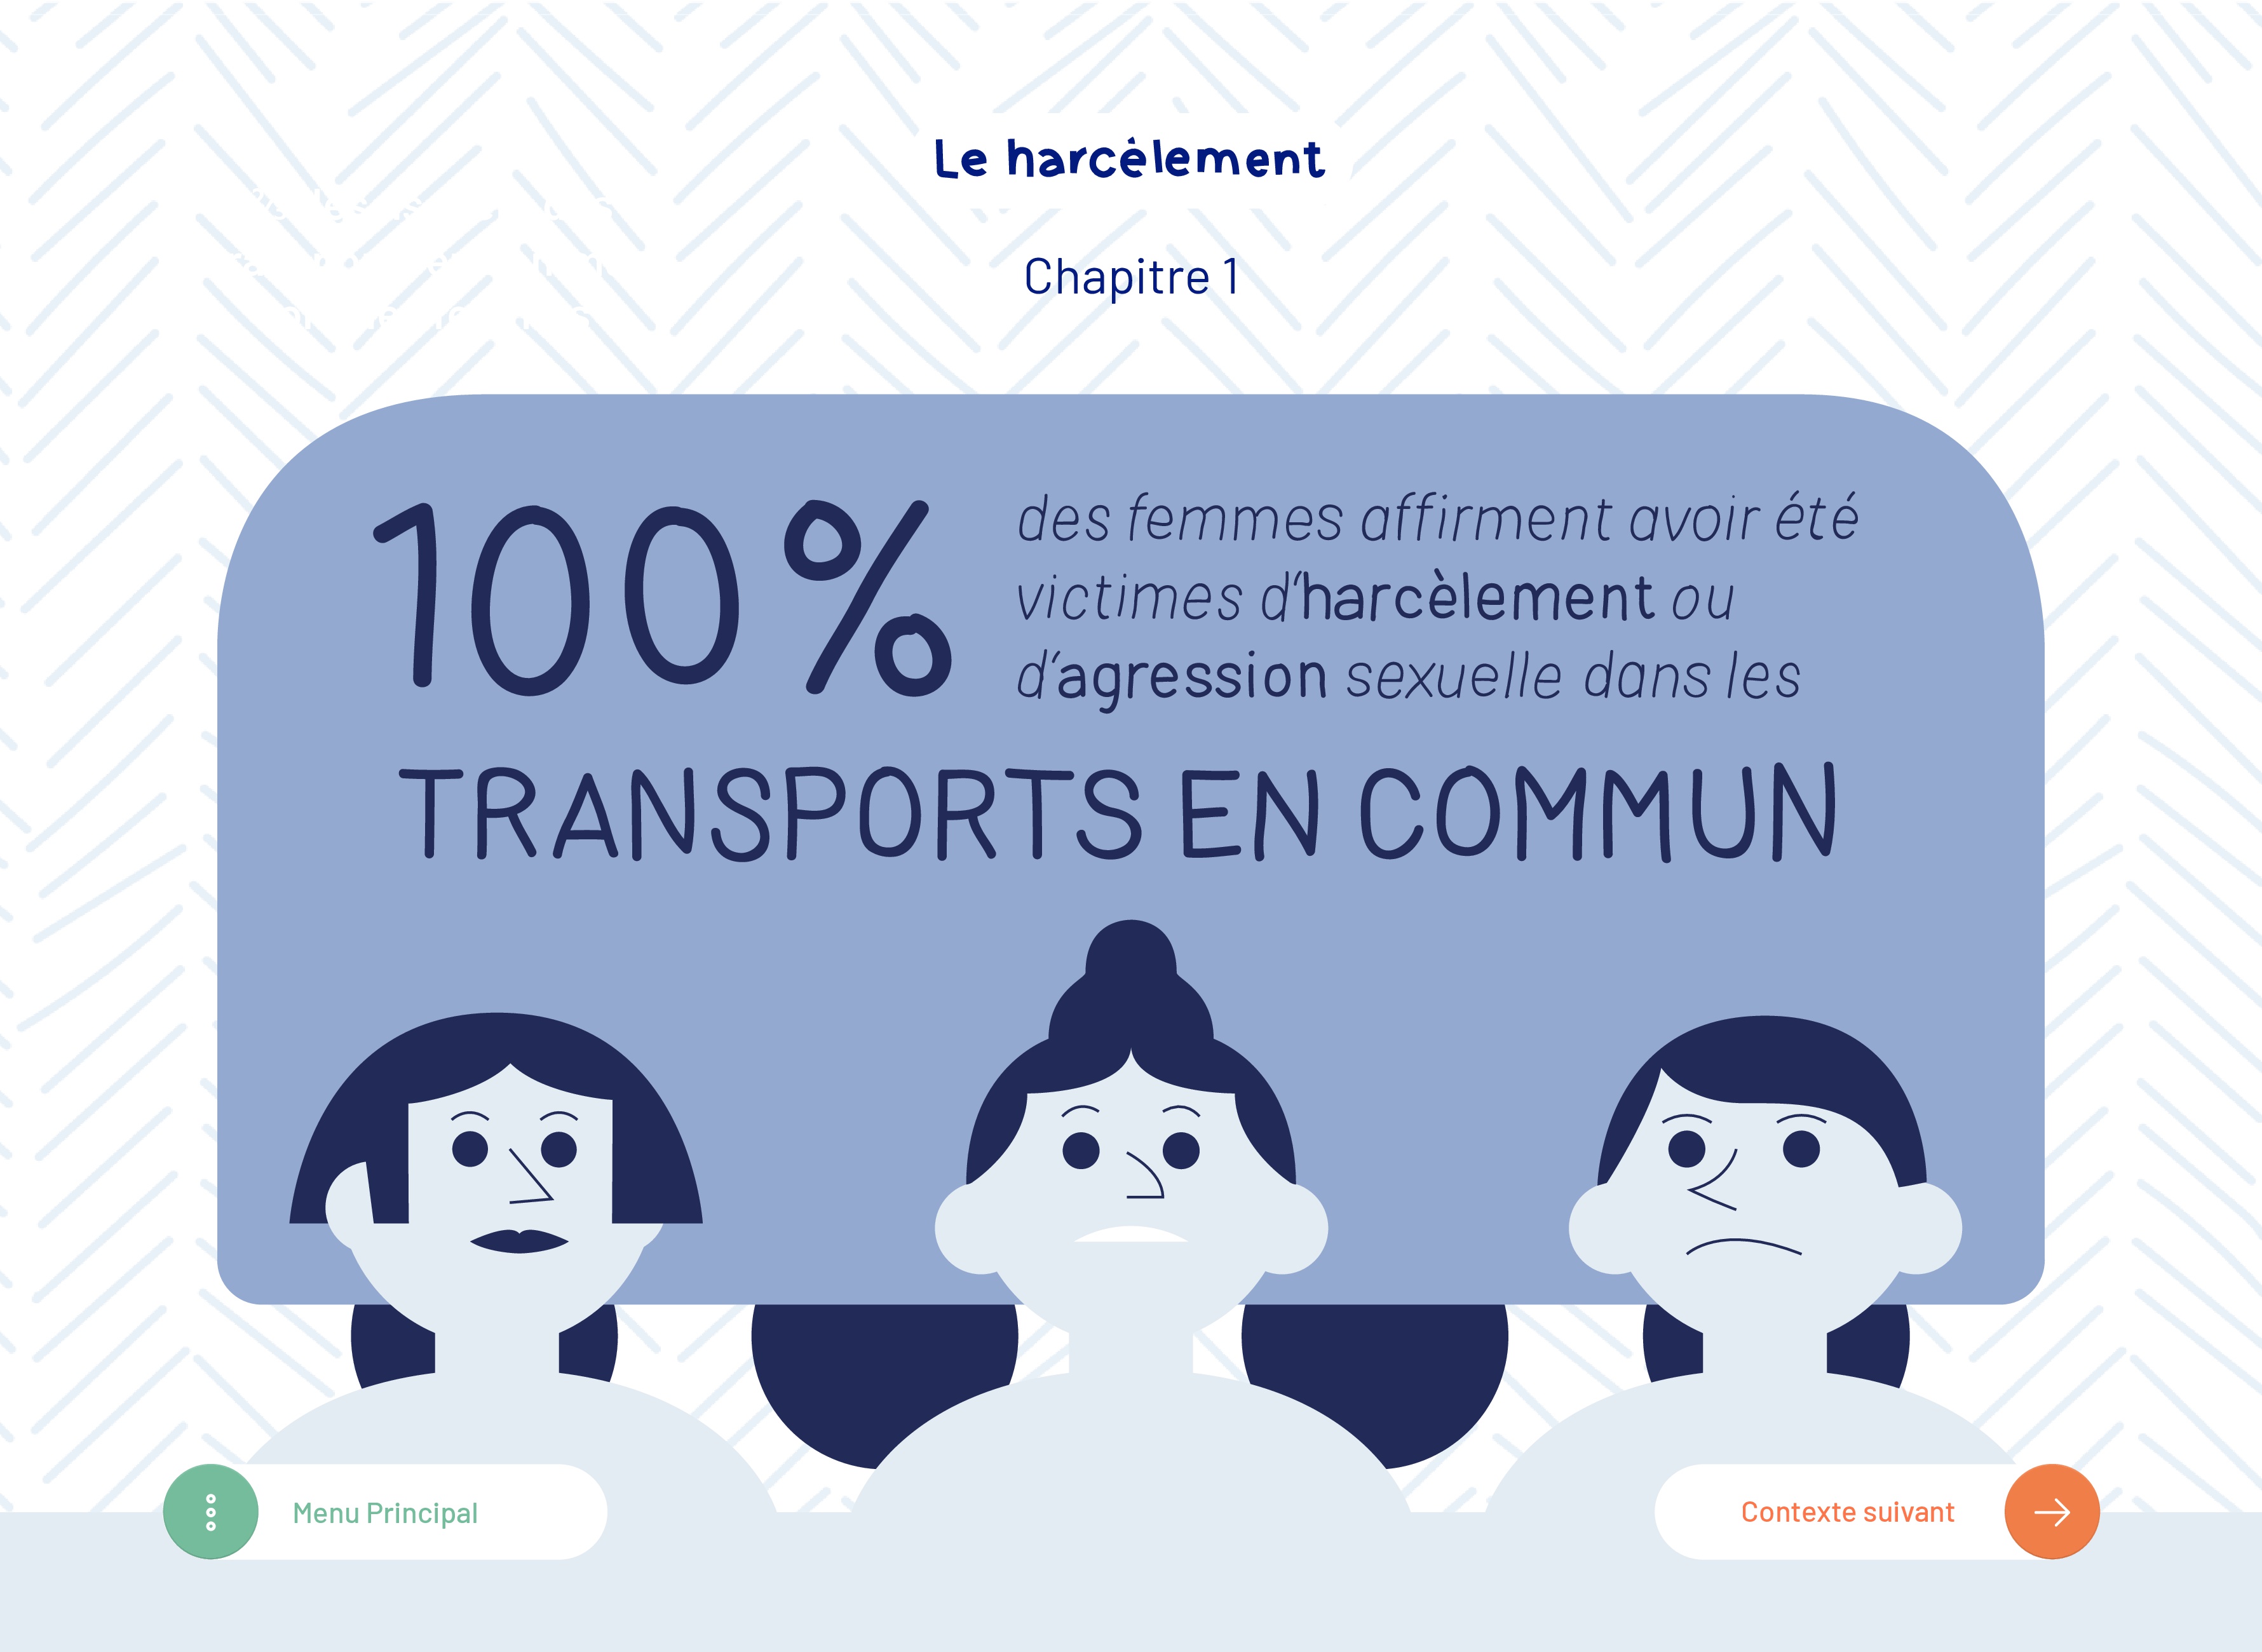 Le harcèlement
Chapitre 1
100 %
des femmes affirment avoir été
victimes d'harcèlement ou
d'agression sexuelle dans les
TRANSPORTS EN COMMUN
Menu Principal
Contexte suivant